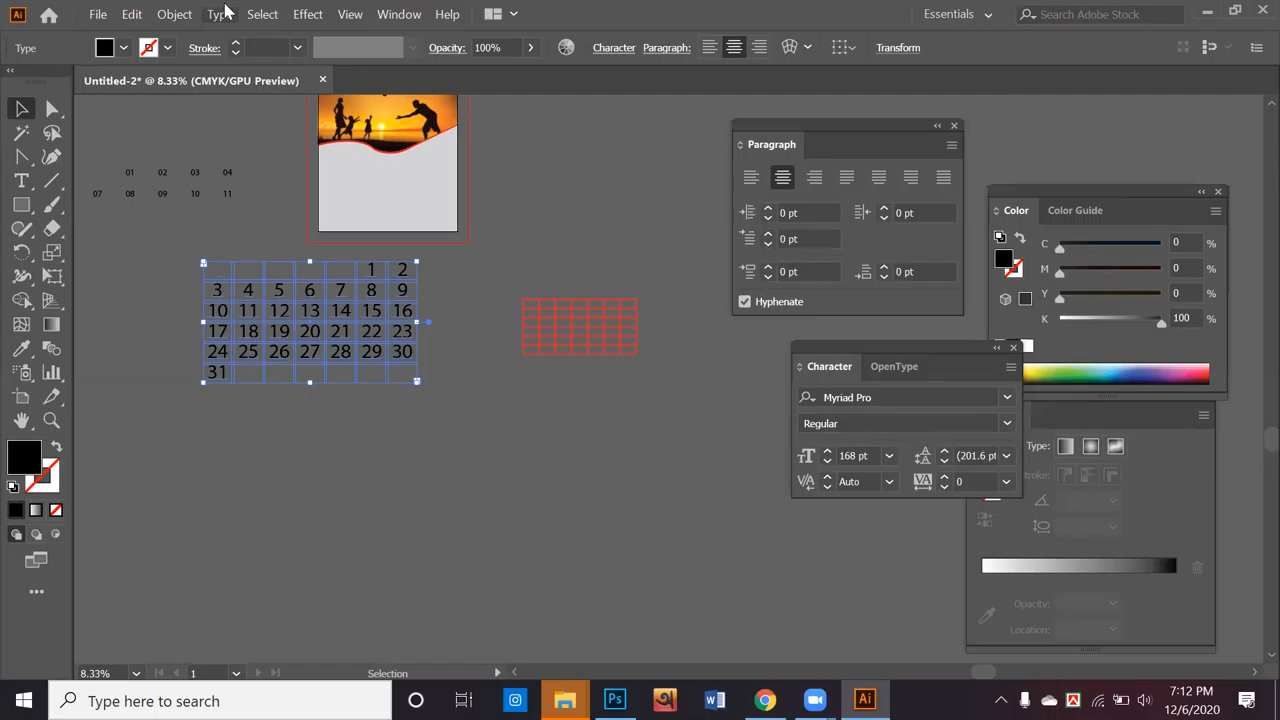 Ai File Edit Object Type Select Effect View Window Help Essentials Search Adobe Stock
Type Stroke: Opacity: 100% Character Paragraph: Transform
Untitled-2* @ 8.33% (CMYK/GPU Preview)
01 02 03 04
07 08 09 10 11
1 2
3 4 5 6 7 8 9
10 11 12 13 14 15 16
17 18 19 20 21 22 23
24 25 26 27 28 29 30
31
Paragraph
0 pt 0 pt
0 pt
0 pt 0 pt
Hyphenate
Color Color Guide
C 0 %
M 0 %
Y 0 %
K 100 %
Character OpenType
Myriad Pro
Regular
168 pt (201.6 pt
Auto 0
Type:
Stroke:
Opacity:
Location:
8.33% 1 Selection
Type here to search
Ps Ai
7:12 PM
12/6/2020